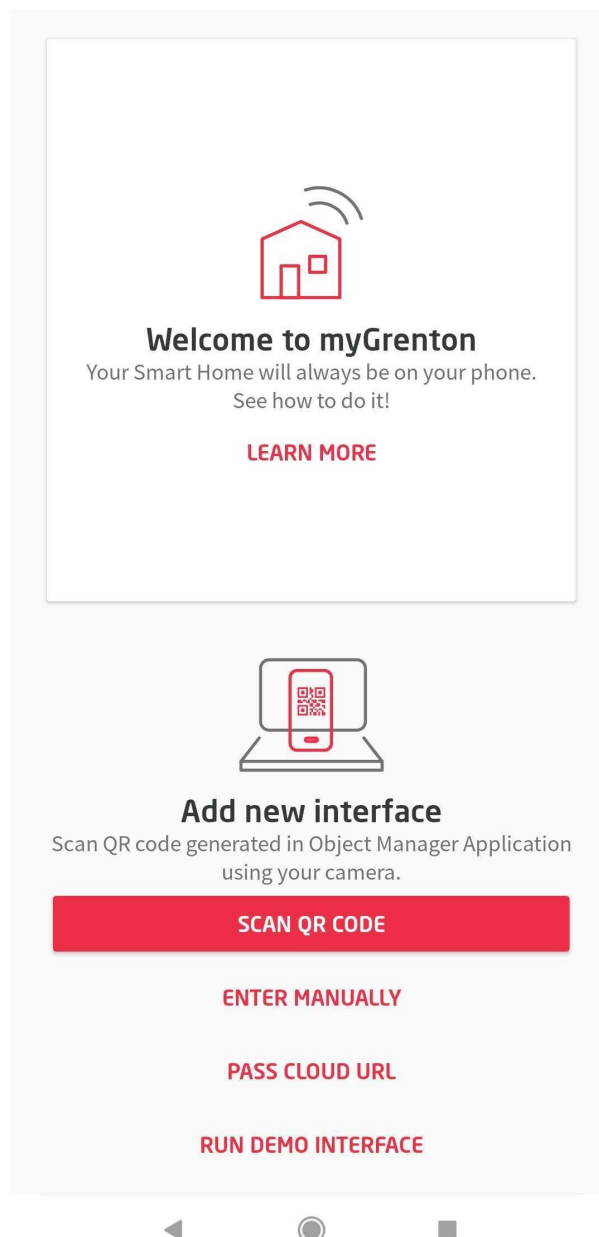 Welcome to myGrenton
Your Smart Home will always be on your phone.
See how to do it!
LEARN MORE
Add new interface
Scan QR code generated in Object Manager Application
using your camera.
SCAN QR CODE
ENTER MANUALLY
PASS CLOUD URL
RUN DEMO INTERFACE